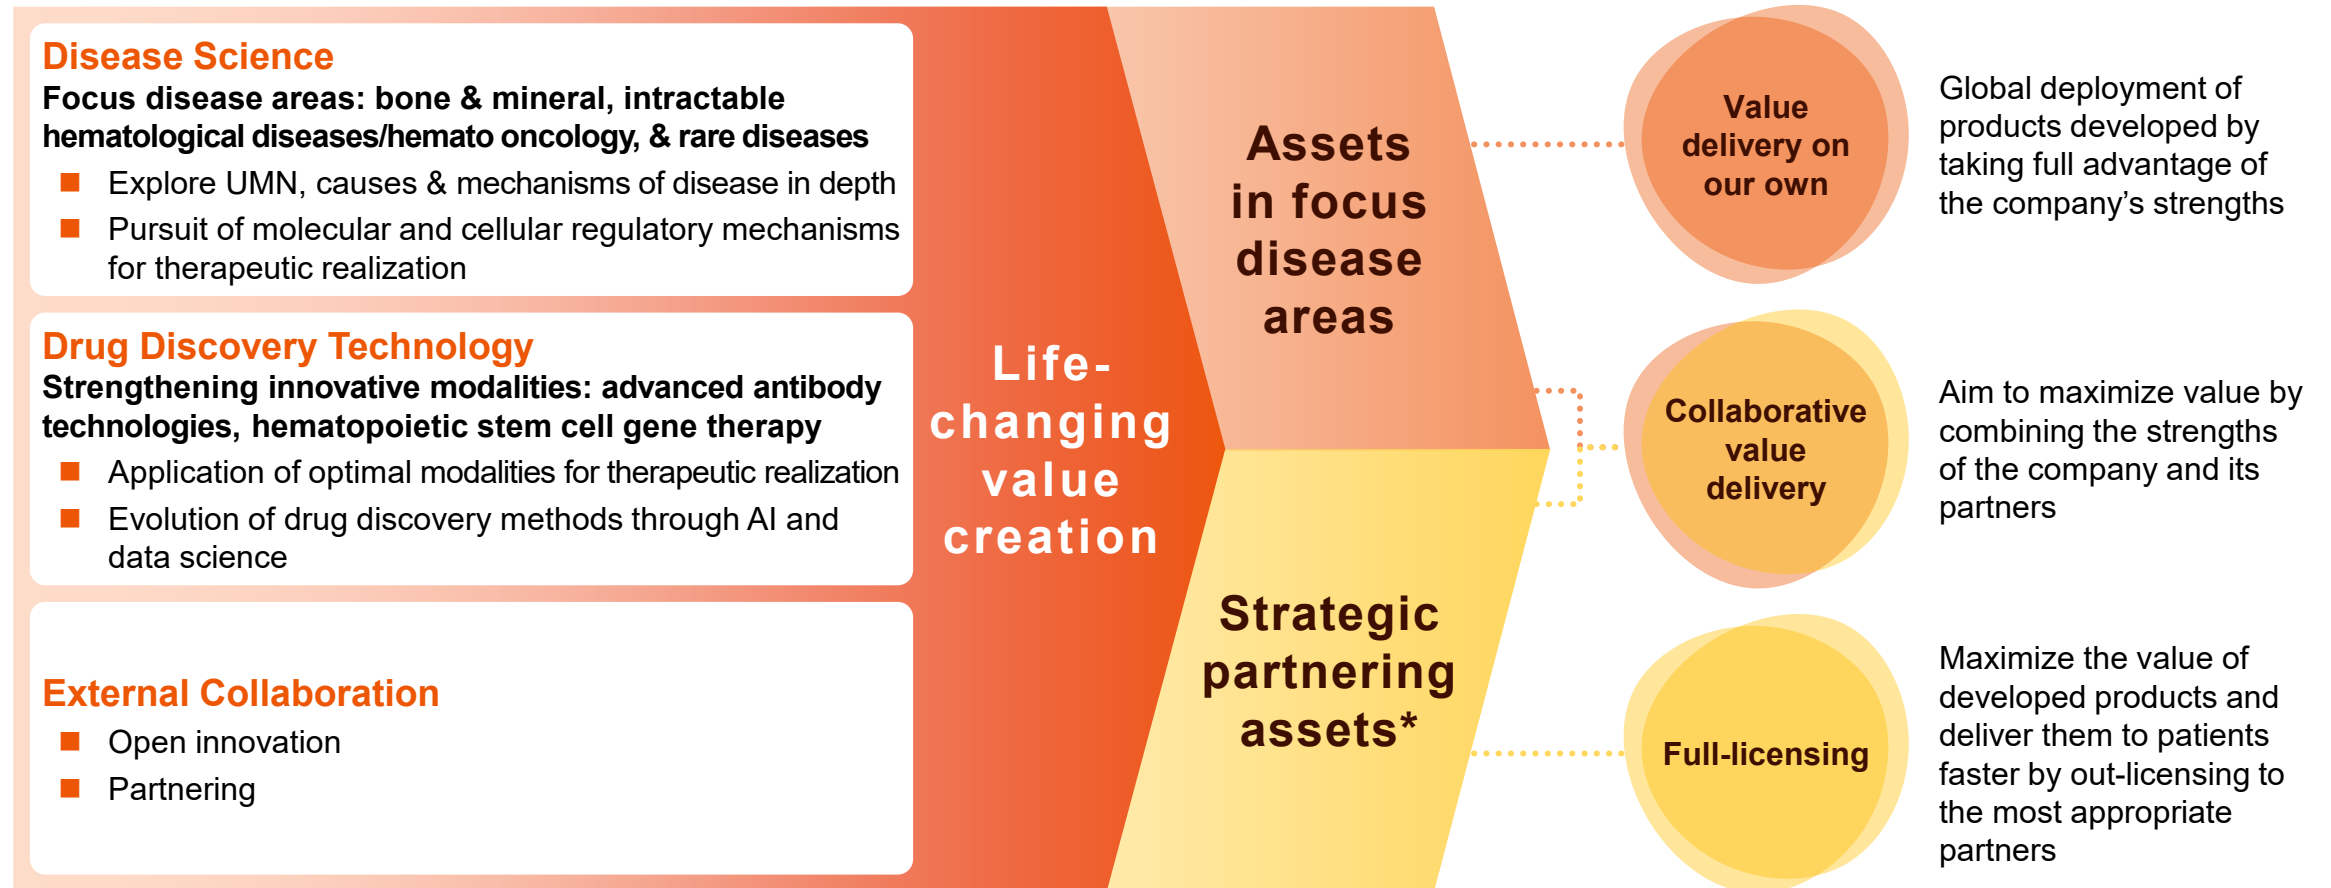 Disease Science
Focus disease areas: bone & mineral, intractable
hematological diseases/hemato oncology, & rare diseases
■ Explore UMN, causes & mechanisms of disease in depth
■ Pursuit of molecular and cellular regulatory mechanisms
for therapeutic realization
Drug Discovery Technology
Strengthening innovative modalities: advanced antibody
technologies, hematopoietic stem cell gene therapy
■ Application of optimal modalities for therapeutic realization
■ Evolution of drug discovery methods through AI and
data science
External Collaboration
■ Open innovation
■ Partnering
Life-
changing
value
creation
Assets
in focus
disease
areas
Strategic
partnering
assets*
Value
delivery on
our own
Global deployment of
products developed by
taking full advantage of
the company’s strengths
Collaborative
value
delivery
Aim to maximize value by
combining the strengths
of the company and its
partners
Full-licensing
Maximize the value of
developed products and
deliver them to patients
faster by out-licensing to
the most appropriate
partners